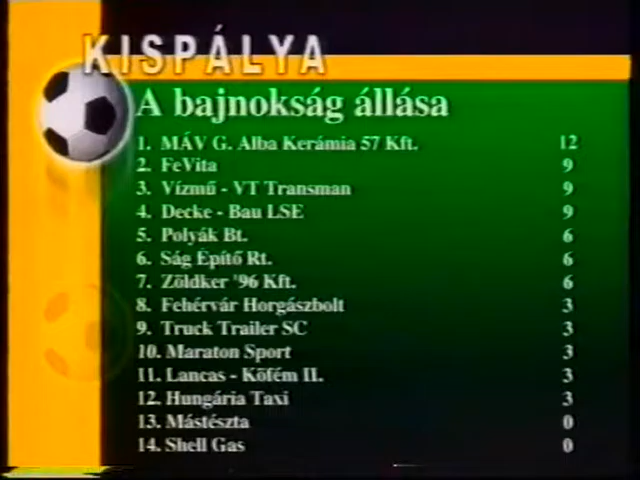 KISPÁLYA
A bajnokság állása
1. MÁV G. Alba Kerámia 57 Kft. 12
2. FeVita 9
3. Vízmű - VT Transman 9
4. Decke - Bau LSE 9
5. Polyák Bt. 6
6. Ság Építő Rt. 6
7. Zöldker '96 Kft. 6
8. Fehérvár Horgászbolt 3
9. Truck Trailer SC 3
10. Maraton Sport 3
11. Lancas - Köfém II. 3
12. Hungária Taxi 3
13. Mástészta 0
14. Shell Gas 0